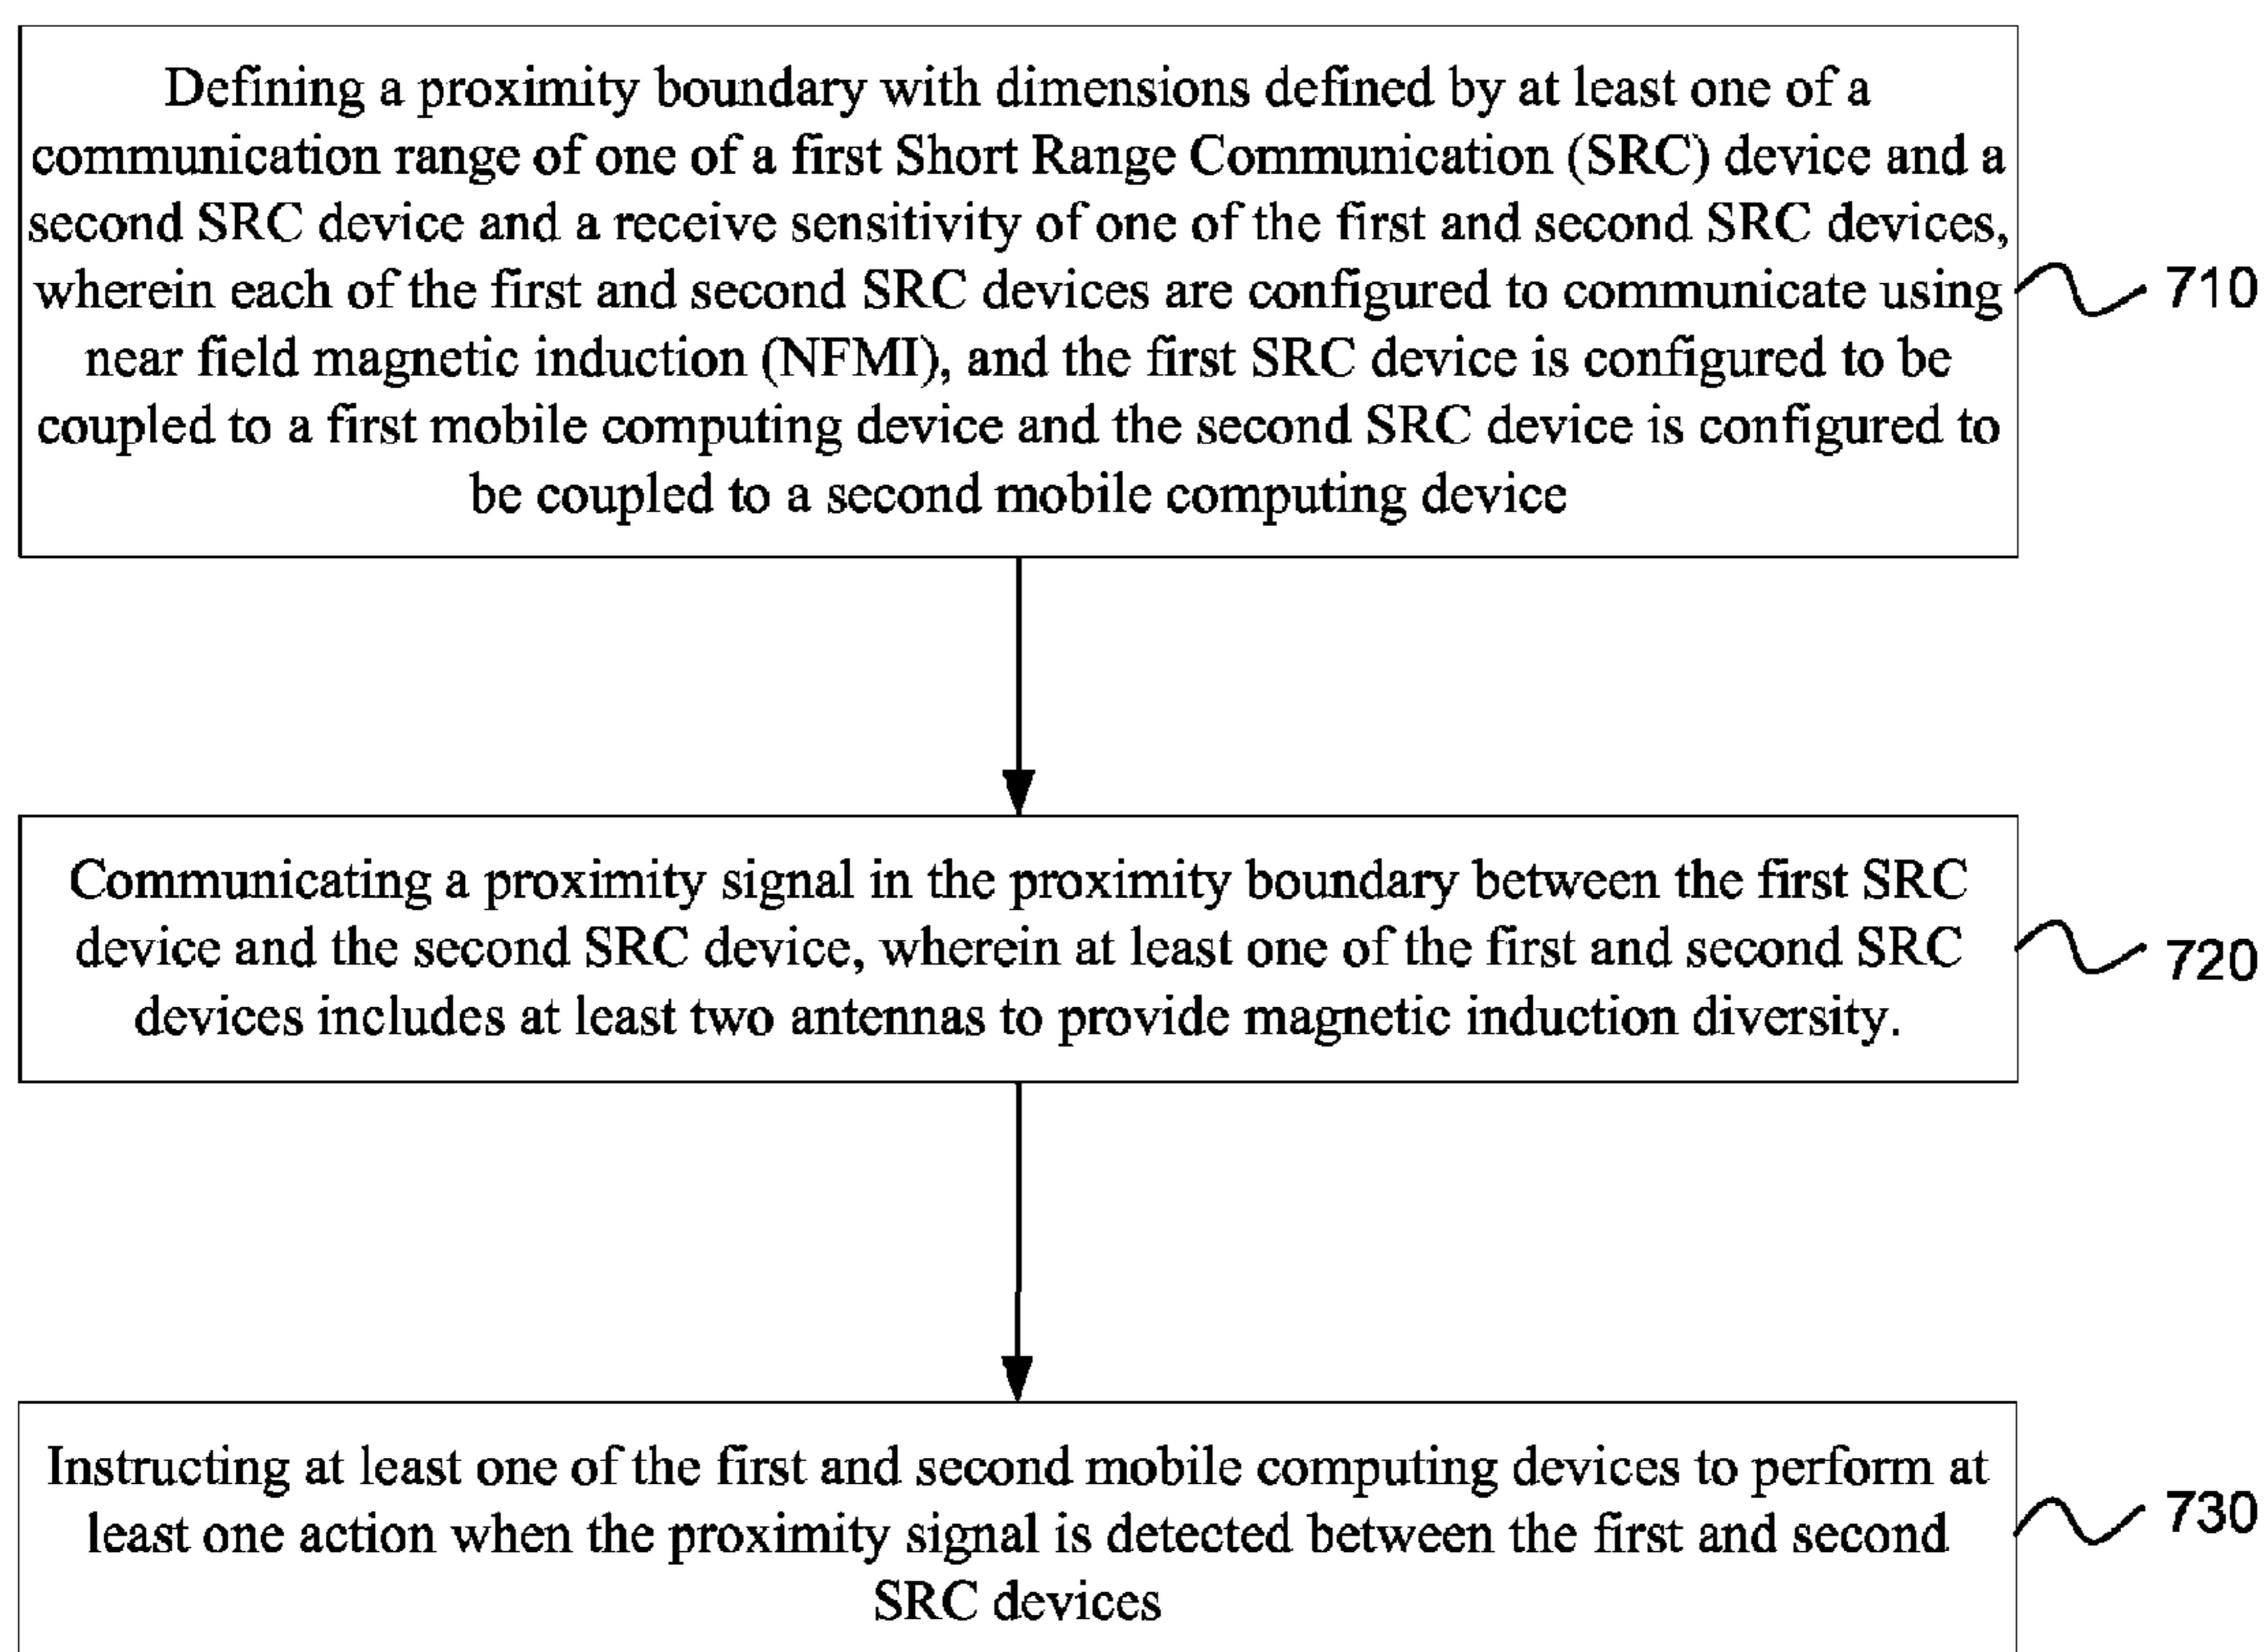 Defining a proximity boundary with dimensions defined by at least one of a
communication range of one of a first Short Range Communication (SRC) device and a
second SRC device and a receive sensitivity of one of the first and second SRC devices,
wherein each of the first and second SRC devices are configured to communicate using
near field magnetic induction (NFMI), and the first SRC device is configured to be
coupled to a first mobile computing device and the second SRC device is configured to
be coupled to a second mobile computing device
710
Communicating a proximity signal in the proximity boundary between the first SRC
device and the second SRC device, wherein at least one of the first and second SRC
devices includes at least two antennas to provide magnetic induction diversity.
720
Instructing at least one of the first and second mobile computing devices to perform at
least one action when the proximity signal is detected between the first and second
SRC devices
730